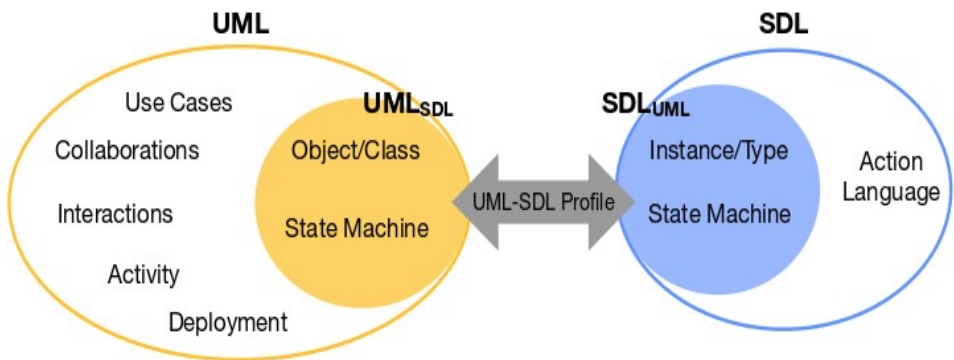 UML
SDL
Use Cases
UMLSDL
SDLUML
Collaborations
Object/Class
Instance/Type
Action
Language
Interactions
State Machine
UML-SDL Profile
State Machine
Activity
Deployment